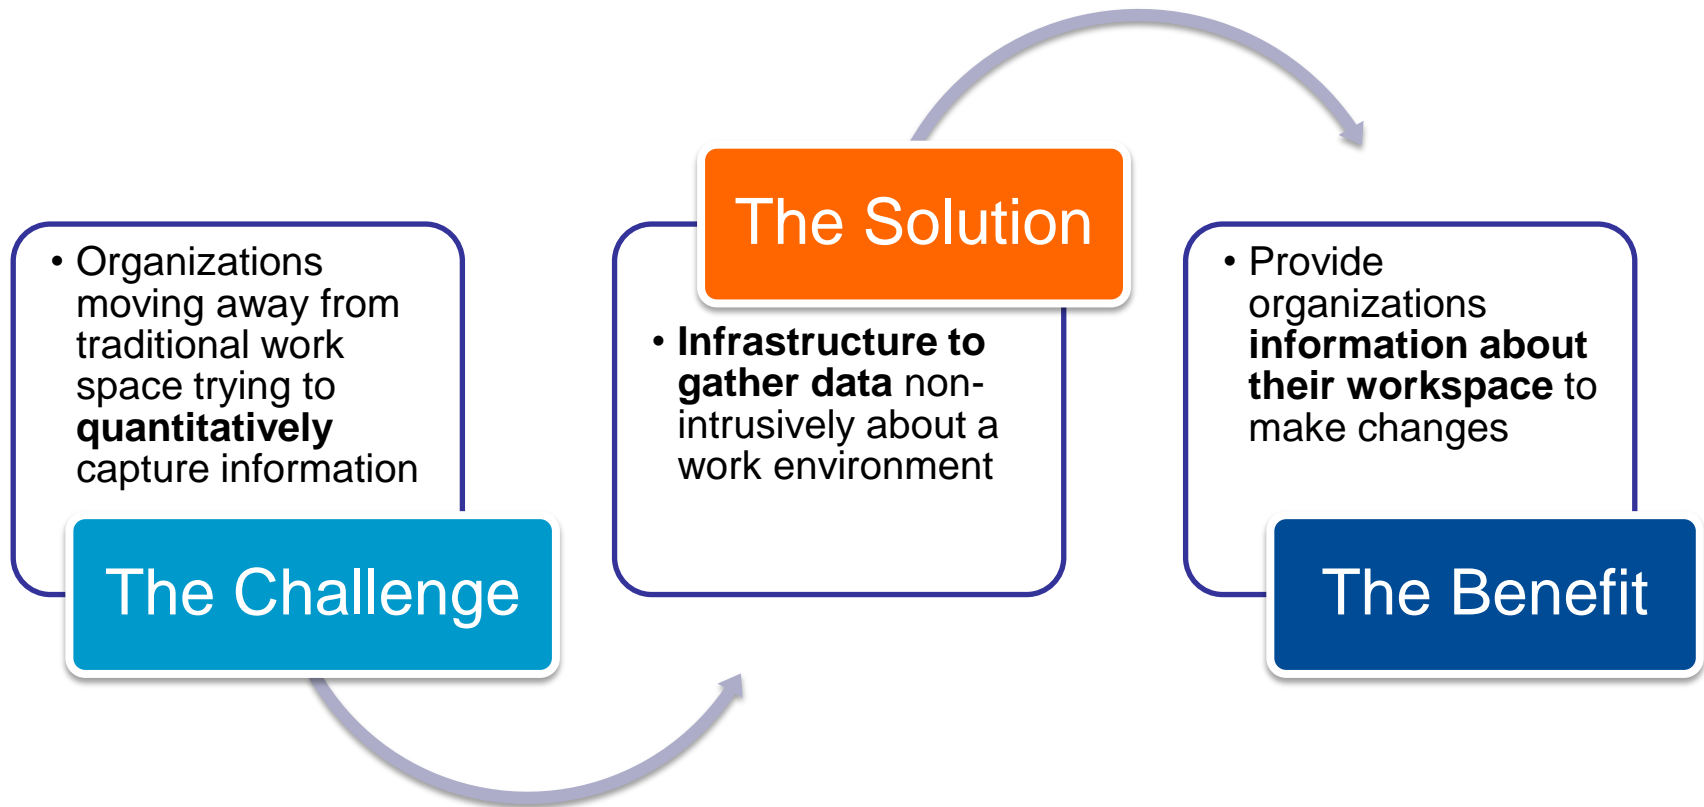 • Organizations
moving away from
traditional work
space trying to
quantitatively
capture information
The Challenge
The Solution
• Infrastructure to
gather data non-
intrusively about a
work environment
• Provide
organizations
information about
their workspace to
make changes
The Benefit